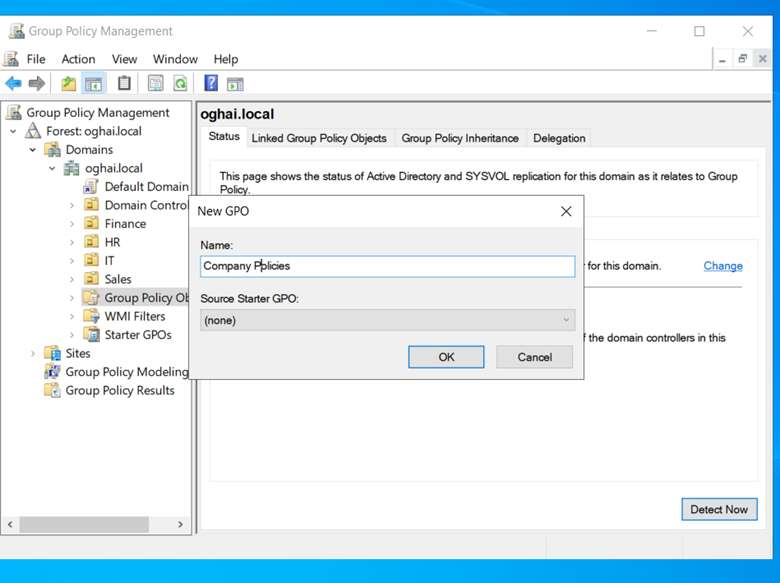 Group Policy Management
File Action View Window Help
Group Policy Management
Forest: oghai.local
Domains
oghai.local
Default Domain
Domain Contro
Finance
HR
IT
Sales
Group Policy Ob
WMI Filters
Starter GPOs
Sites
Group Policy Modeling
Group Policy Results
oghai.local
Status Linked Group Policy Objects Group Policy Inheritance Delegation
This page shows the status of Active Directory and SYSVOL replication for this domain as it relates to Group
Policy.
for this domain. Change
f the domain controllers in this
Detect Now
New GPO
Name:
Company Policies
Source Starter GPO:
(none)
OK Cancel